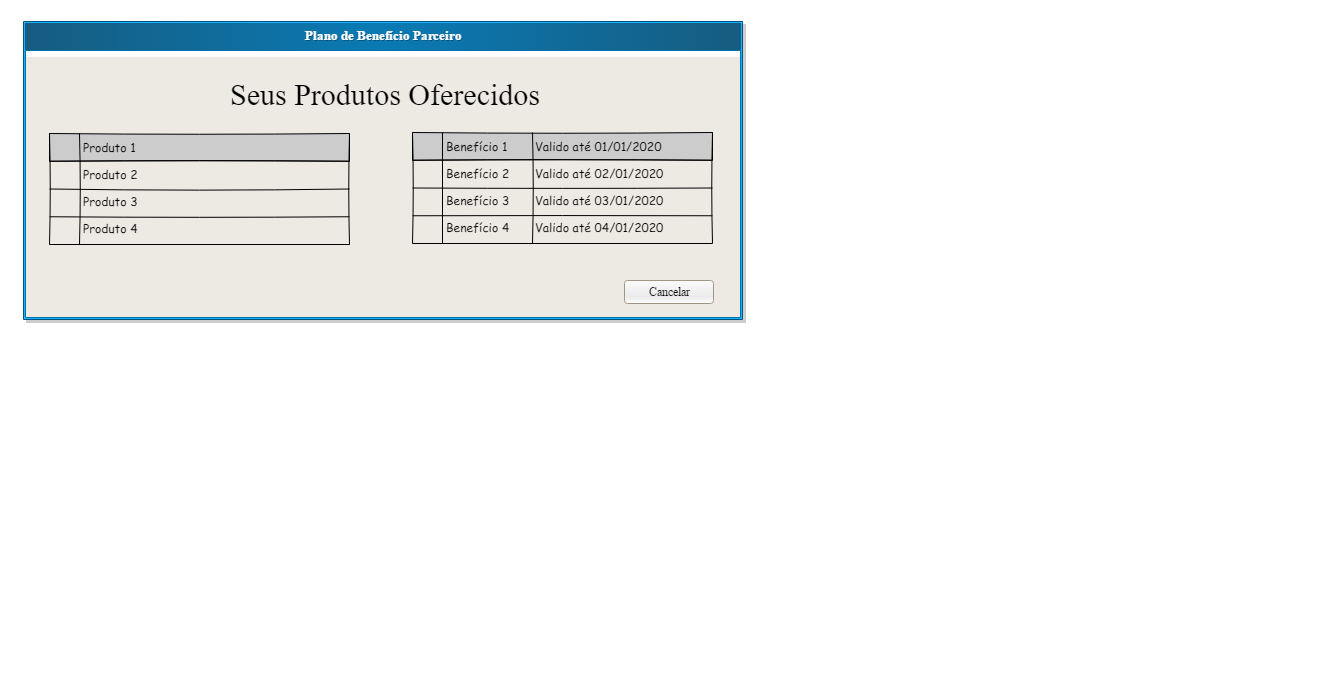 Plano de Benefício Parceiro
Seus Produtos Oferecidos
Produto 1
Produto 2
Produto 3
Produto 4
Benefício 1 Valido até 01/01/2020
Benefício 2 Valido até 02/01/2020
Benefício 3 Valido até 03/01/2020
Benefício 4 Valido até 04/01/2020
Cancelar